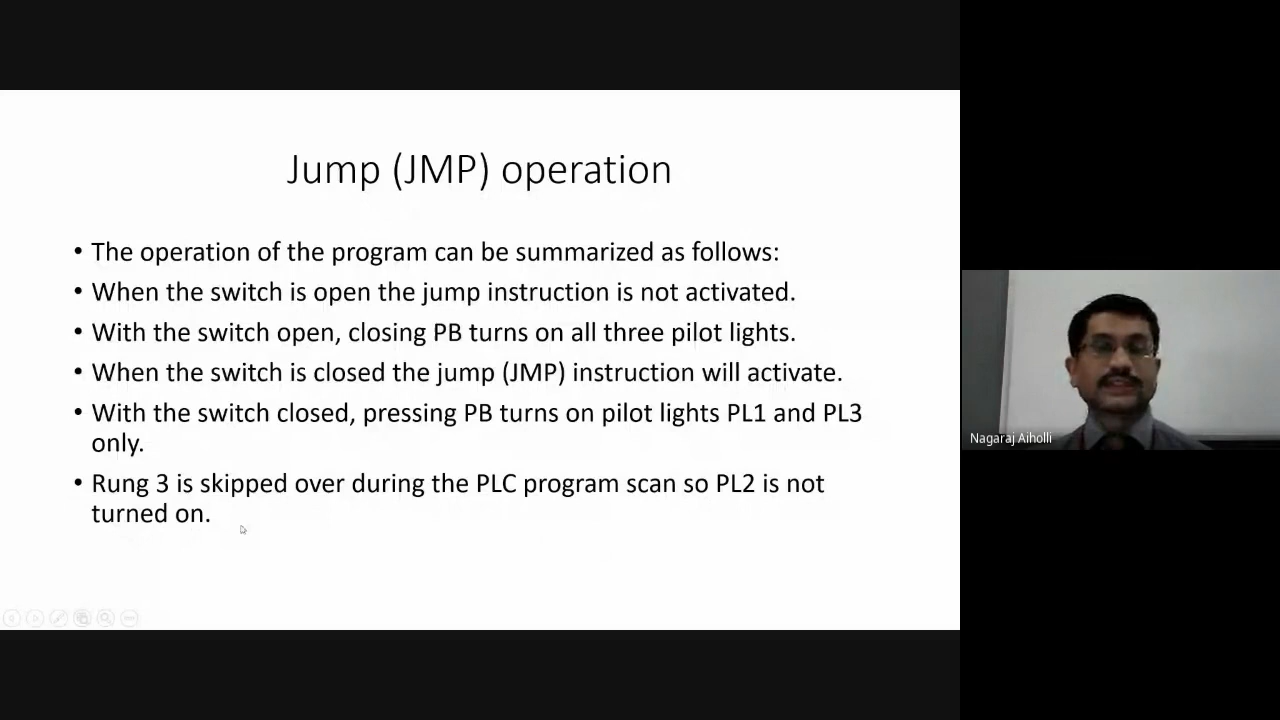 Jump (JMP) operation
• The operation of the program can be summarized as follows:
• When the switch is open the jump instruction is not activated.
• With the switch open, closing PB turns on all three pilot lights.
• When the switch is closed the jump (JMP) instruction will activate.
• With the switch closed, pressing PB turns on pilot lights PL1 and PL3
only.
• Rung 3 is skipped over during the PLC program scan so PL2 is not
turned on.
Nagaraj Aiholli